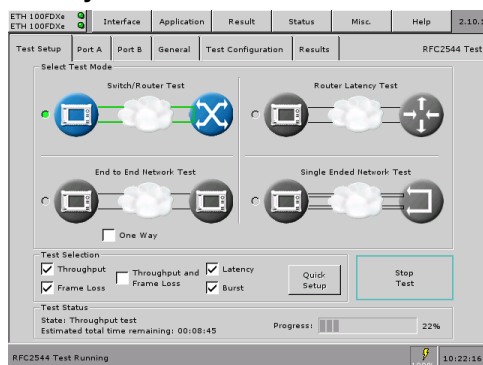 ETH 100FDXe
ETH 100FDXe
Interface Application Result Status Misc. Help 2.10.1
Test Setup Port A Port B General Test Configuration Results RFC2544 Test
Select Test Mode
Switch/Router Test Router Latency Test
End to End Network Test Single Ended Network Test
One Way
Test Selection
Throughput Throughput and Frame Loss Latency
Frame Loss Burst
Quick Setup
Stop Test
Test Status
State: Throughput test
Estimated total time remaining: 00:08:45
Progress: 22%
RFC2544 Test Running 100% 10:22:16